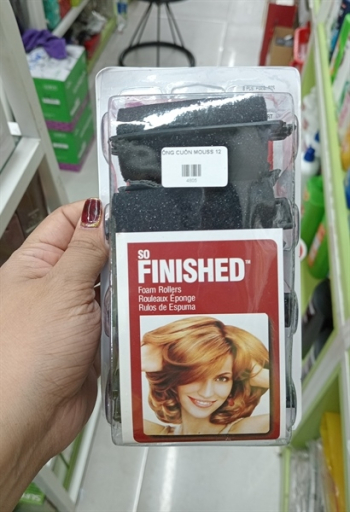 ỐNG CUỐN MOUSS 12
SO
FINISHED™
Foam Rollers
Rouleaux Éponge
Rulos de Espuma